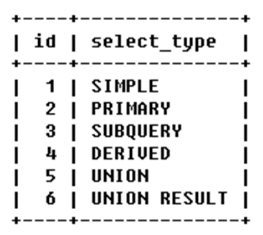 +----+--------------+
| id | select_type  |
+----+--------------+
|  1 | SIMPLE       |
|  2 | PRIMARY      |
|  3 | SUBQUERY     |
|  4 | DERIVED      |
|  5 | UNION        |
|  6 | UNION RESULT |
+----+--------------+